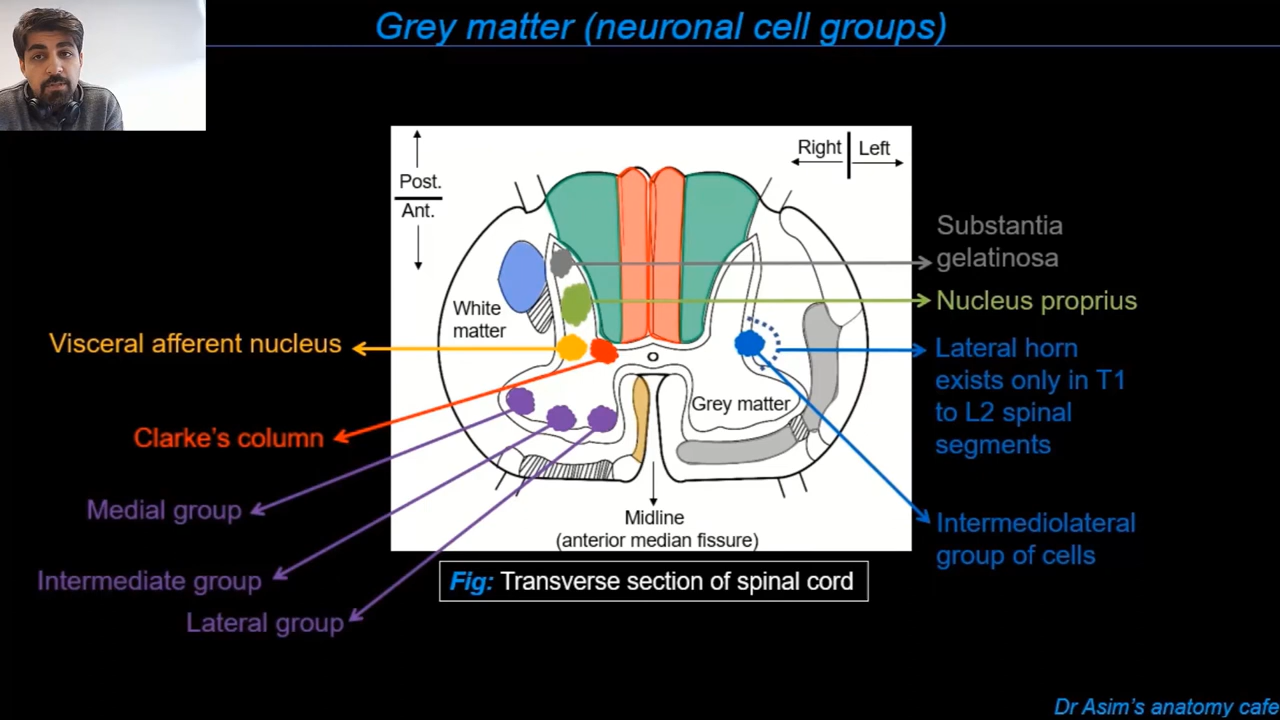 Grey matter (neuronal cell groups)
Right
Left
Post.
Ant.
White
matter
Grey matter
Midline
(anterior median fissure)
Substantia
gelatinosa
Nucleus proprius
Lateral horn
exists only in T1
to L2 spinal
segments
Intermediolateral
group of cells
Visceral afferent nucleus
Clarke's column
Medial group
Intermediate group
Lateral group
Fig: Transverse section of spinal cord
Dr Asim's anatomy cafe